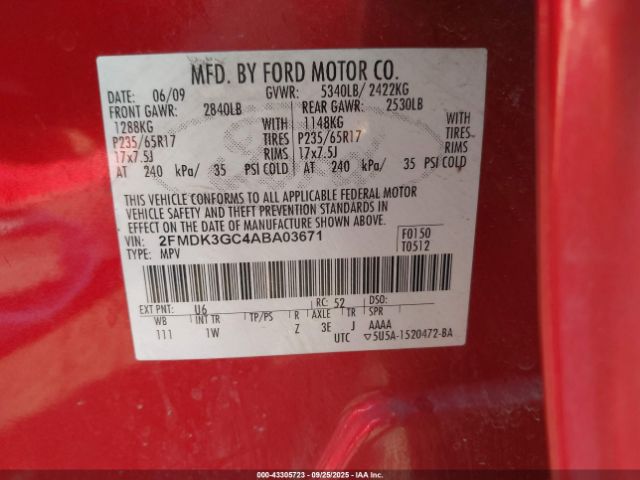 MFD. BY FORD MOTOR CO.
DATE: 06/09 GVWR: 5340LB/ 2422KG
FRONT GAWR: 2840LB REAR GAWR: 2530LB
1288KG WITH 1148KG WITH
P235/65R17 TIRES P235/65R17 TIRES
17x7.5J RIMS 17x7.5J RIMS
AT 240 kPa/ 35 PSI COLD AT 240 kPa/ 35 PSI COLD
THIS VEHICLE CONFORMS TO ALL APPLICABLE FEDERAL MOTOR
VEHICLE SAFETY AND THEFT PREVENTION STANDARDS IN
EFFECT ON THE DATE OF MANUFACTURE SHOWN ABOVE.
VIN: 2FMDK3GC4ABA03671 F0150
TYPE: MPV T0512
EXT PNT: U6 RC: 52 DSO:
WB INT TR TP/PS R AXLE TR SPR
111 1W Z 3E J AAAA
UTC ▽5U5A-1520472-BA
000-43305723 - 09/25/2025 - IAA Inc.